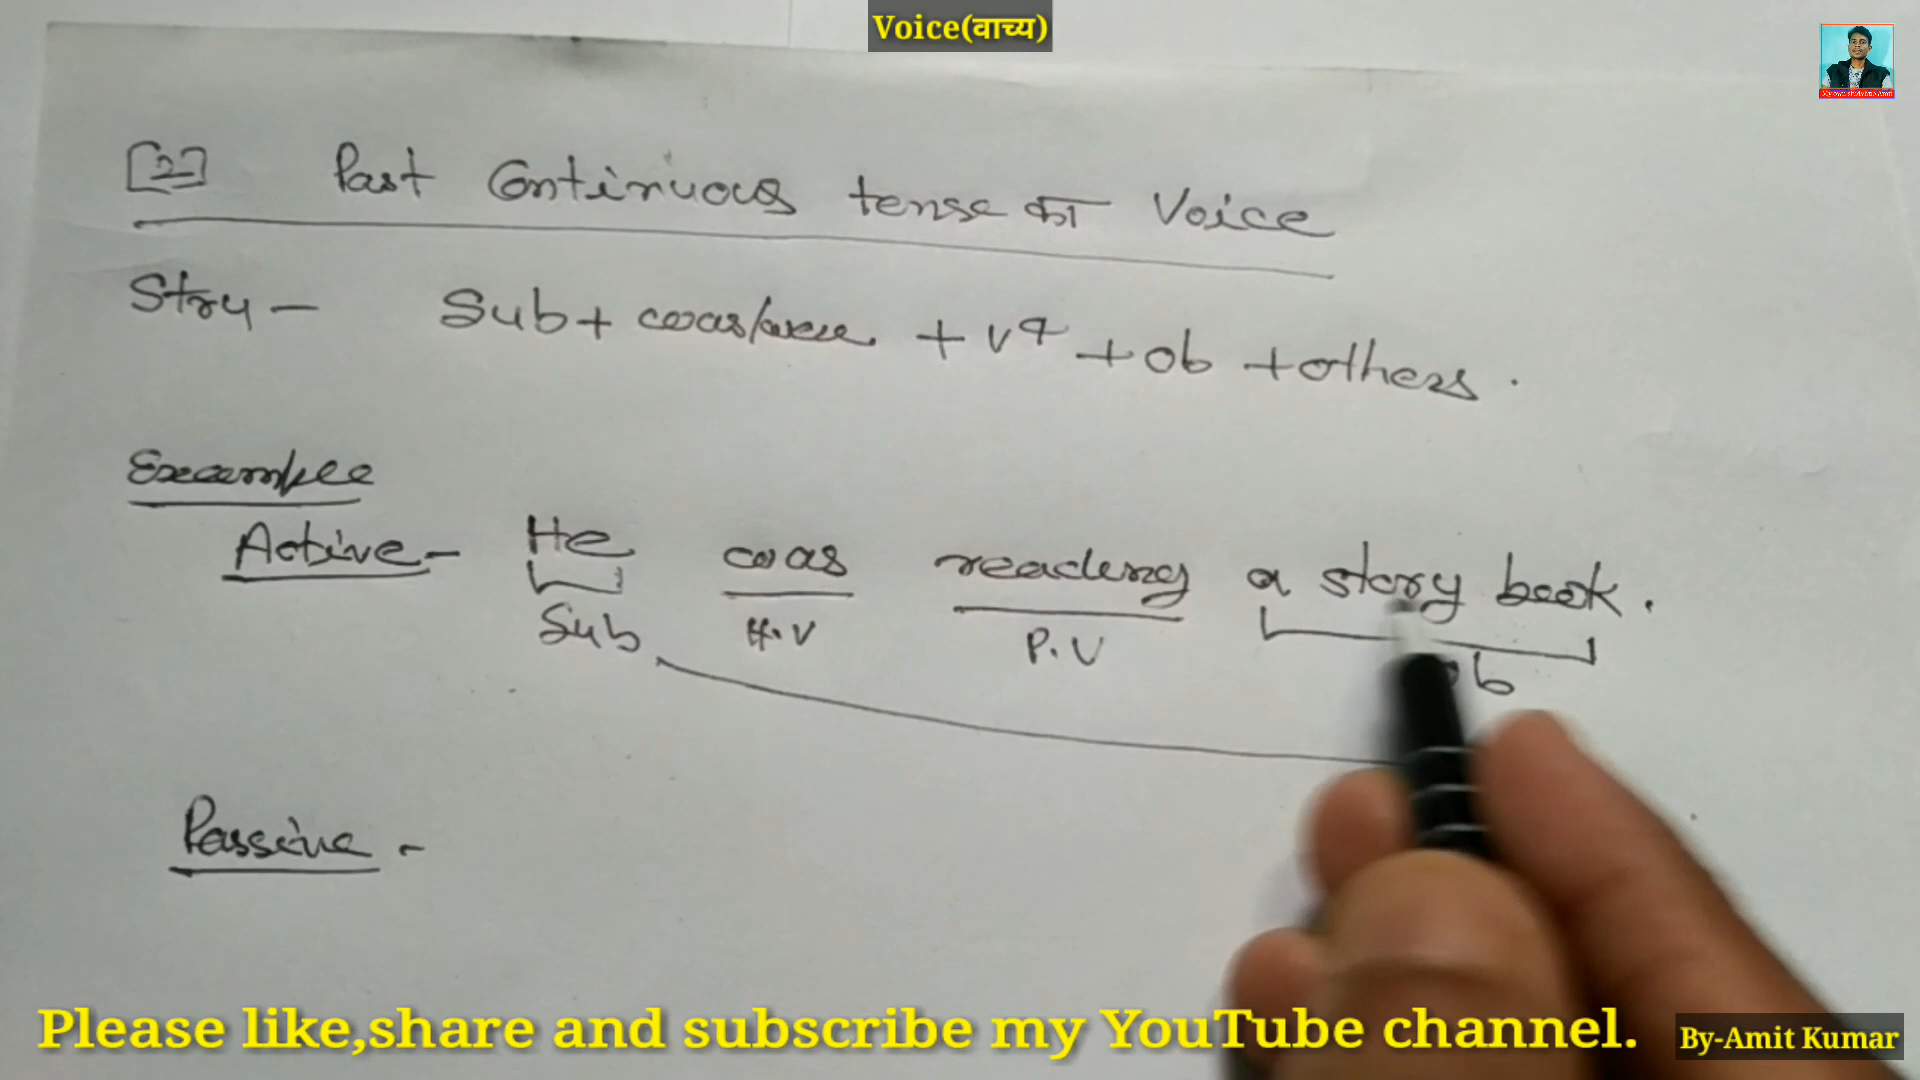 Voice(वाच्य)
[2] Past Continuous tense का Voice
Stru - Sub + was/were + v4 + ob + others.
Example
Active - He was reading a story book.
Sub H.V P.V ob
Passive -
Please like,share and subscribe my YouTube channel.
By-Amit Kumar